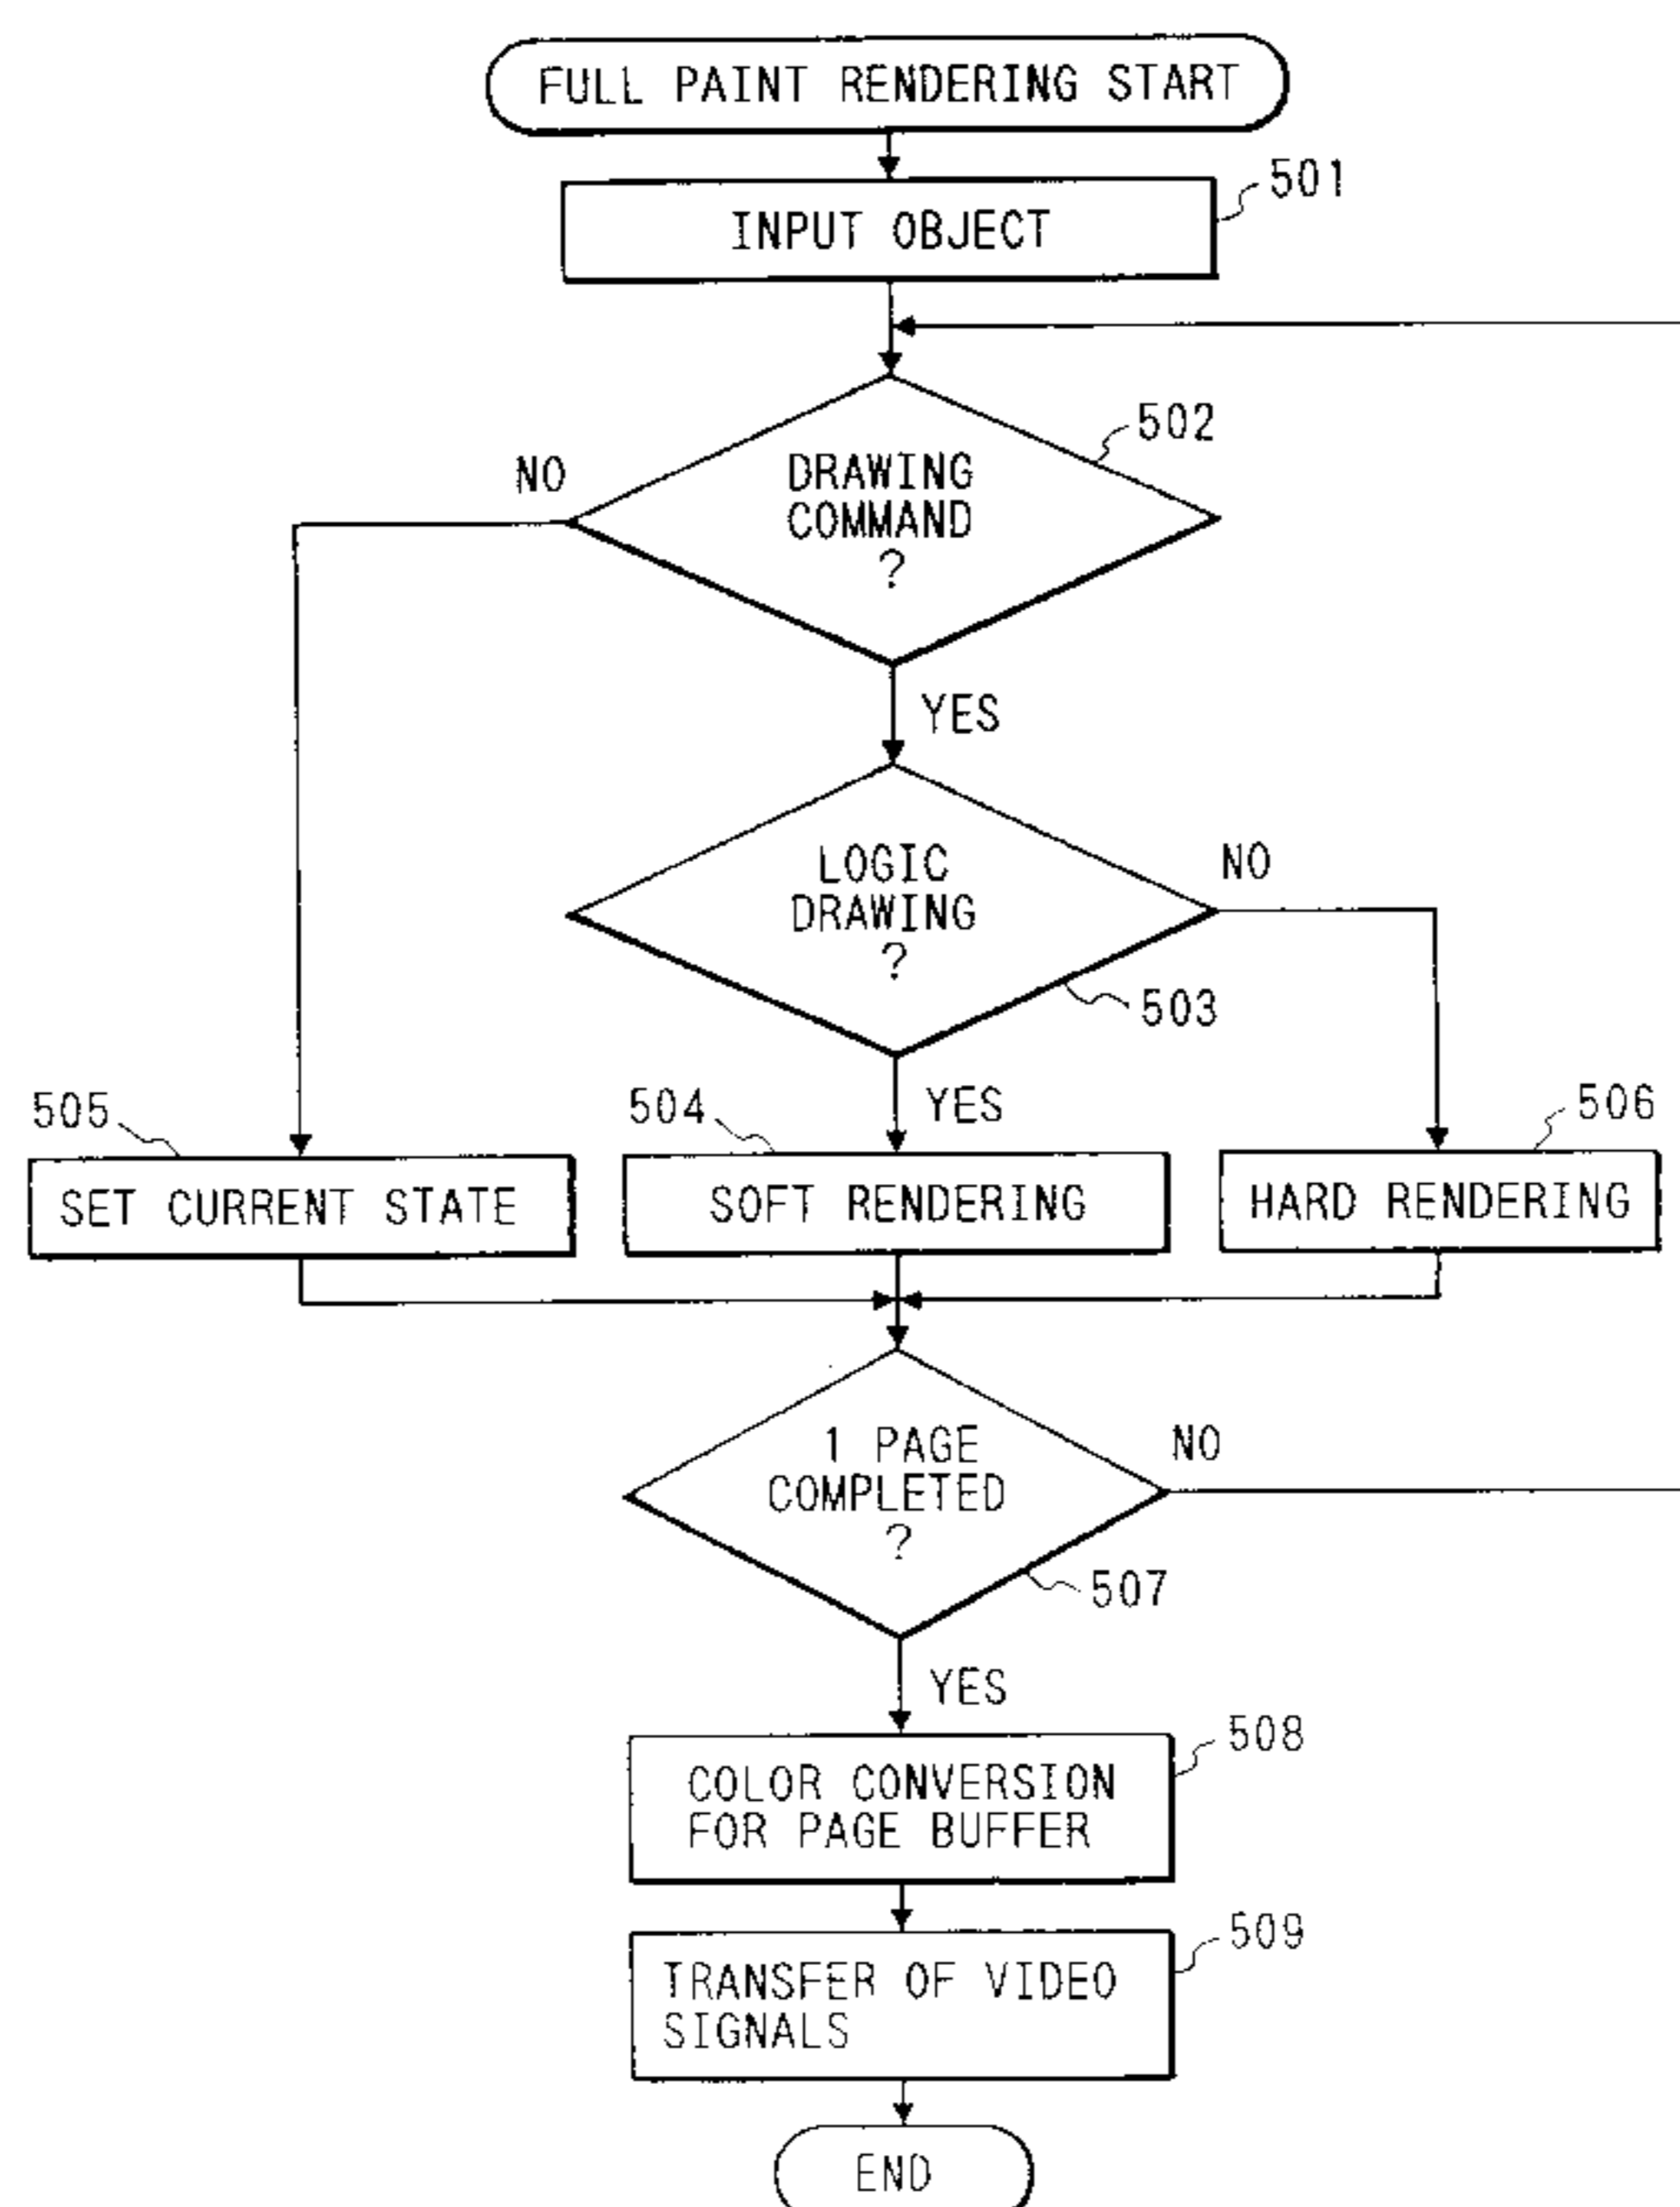 FULL PAINT RENDERING START
501
INPUT OBJECT
502
NO
DRAWING
COMMAND
?
YES
LOGIC
DRAWING
?
NO
503
YES
505
504
506
SET CURRENT STATE
SOFT RENDERING
HARD RENDERING
1 PAGE
COMPLETED
?
NO
507
YES
508
COLOR CONVERSION
FOR PAGE BUFFER
509
TRANSFER OF VIDEO
SIGNALS
END